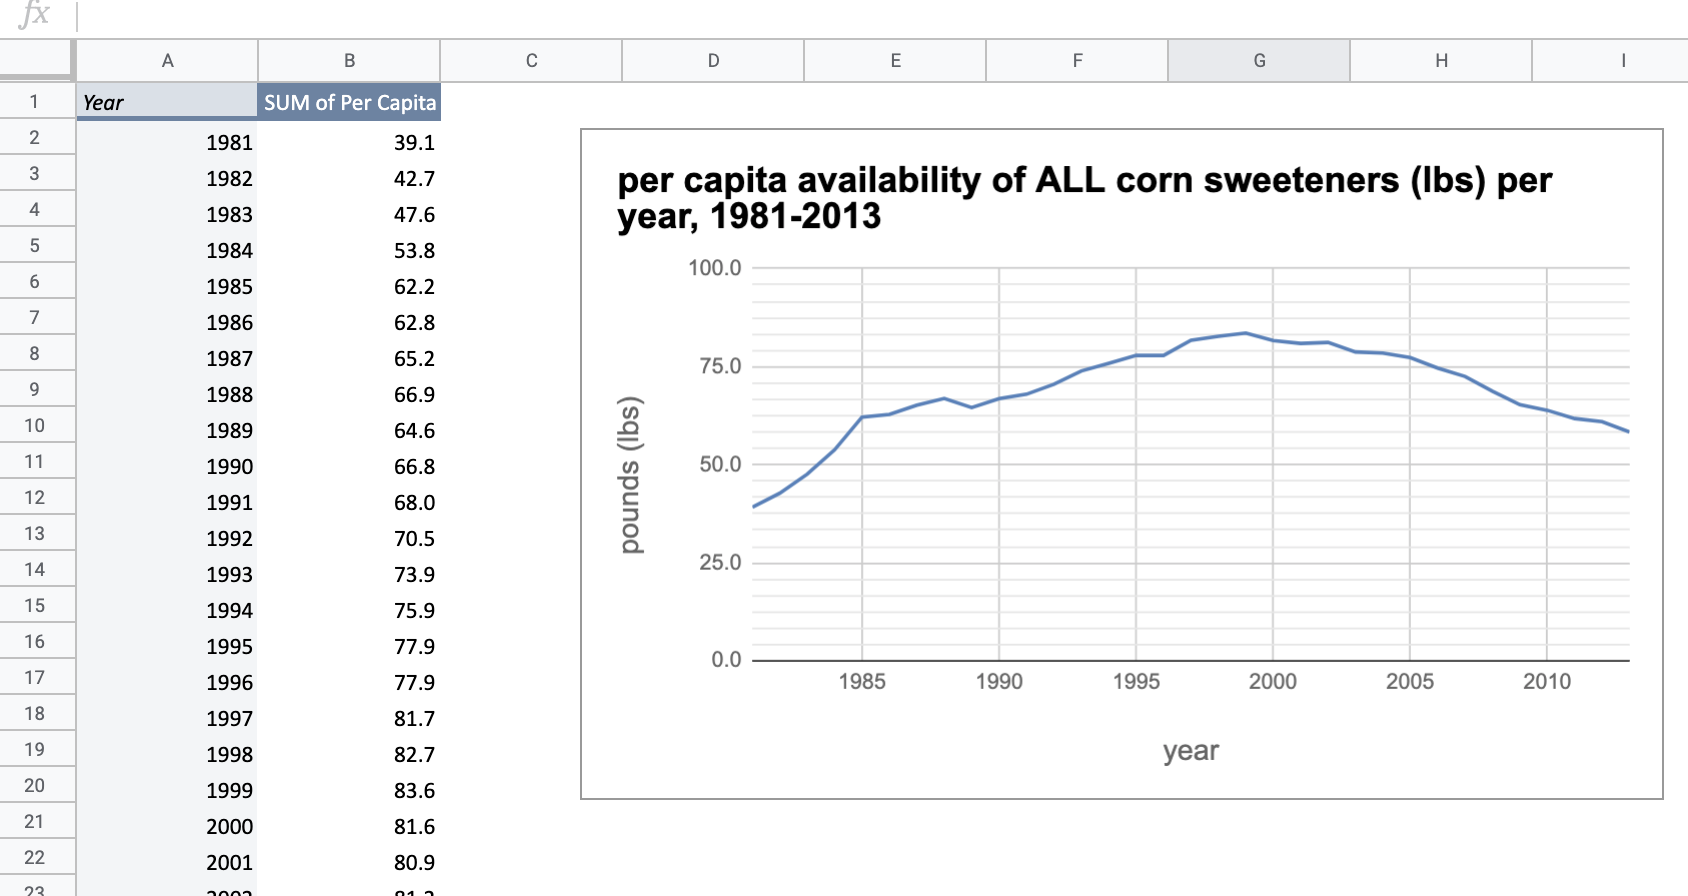 fx
A B C D E F G H I
1 Year SUM of Per Capita
2 1981 39.1
3 1982 42.7
4 1983 47.6
5 1984 53.8
6 1985 62.2
7 1986 62.8
8 1987 65.2
9 1988 66.9
10 1989 64.6
11 1990 66.8
12 1991 68.0
13 1992 70.5
14 1993 73.9
15 1994 75.9
16 1995 77.9
17 1996 77.9
18 1997 81.7
19 1998 82.7
20 1999 83.6
21 2000 81.6
22 2001 80.9
23 2002 81.2
per capita availability of ALL corn sweeteners (lbs) per
year, 1981-2013
pounds (lbs)
100.0
75.0
50.0
25.0
0.0
1985 1990 1995 2000 2005 2010
year